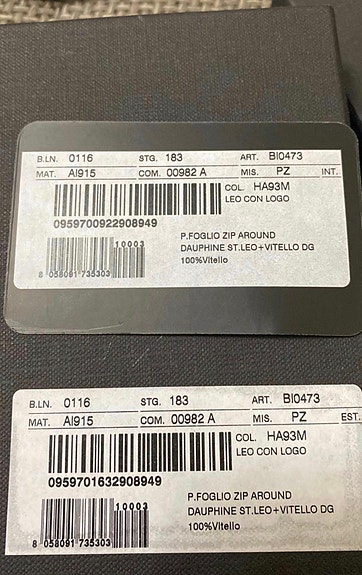 B.LN. 0116 STG. 183 ART. BI0473
MAT. AI915 COM. 00982 A MIS. PZ INT.
COL. HA93M
LEO CON LOGO
0959700922908949
10003
P.FOGLIO ZIP AROUND
DAUPHINE ST.LEO+VITELLO DG
100%Vitello
8 058091 735303
B.LN. 0116 STG. 183 ART. BI0473
MAT. AI915 COM. 00982 A MIS. PZ EST.
COL. HA93M
LEO CON LOGO
0959701632908949
10003
P.FOGLIO ZIP AROUND
DAUPHINE ST.LEO+VITELLO DG
100%Vitello
8 058091 735303